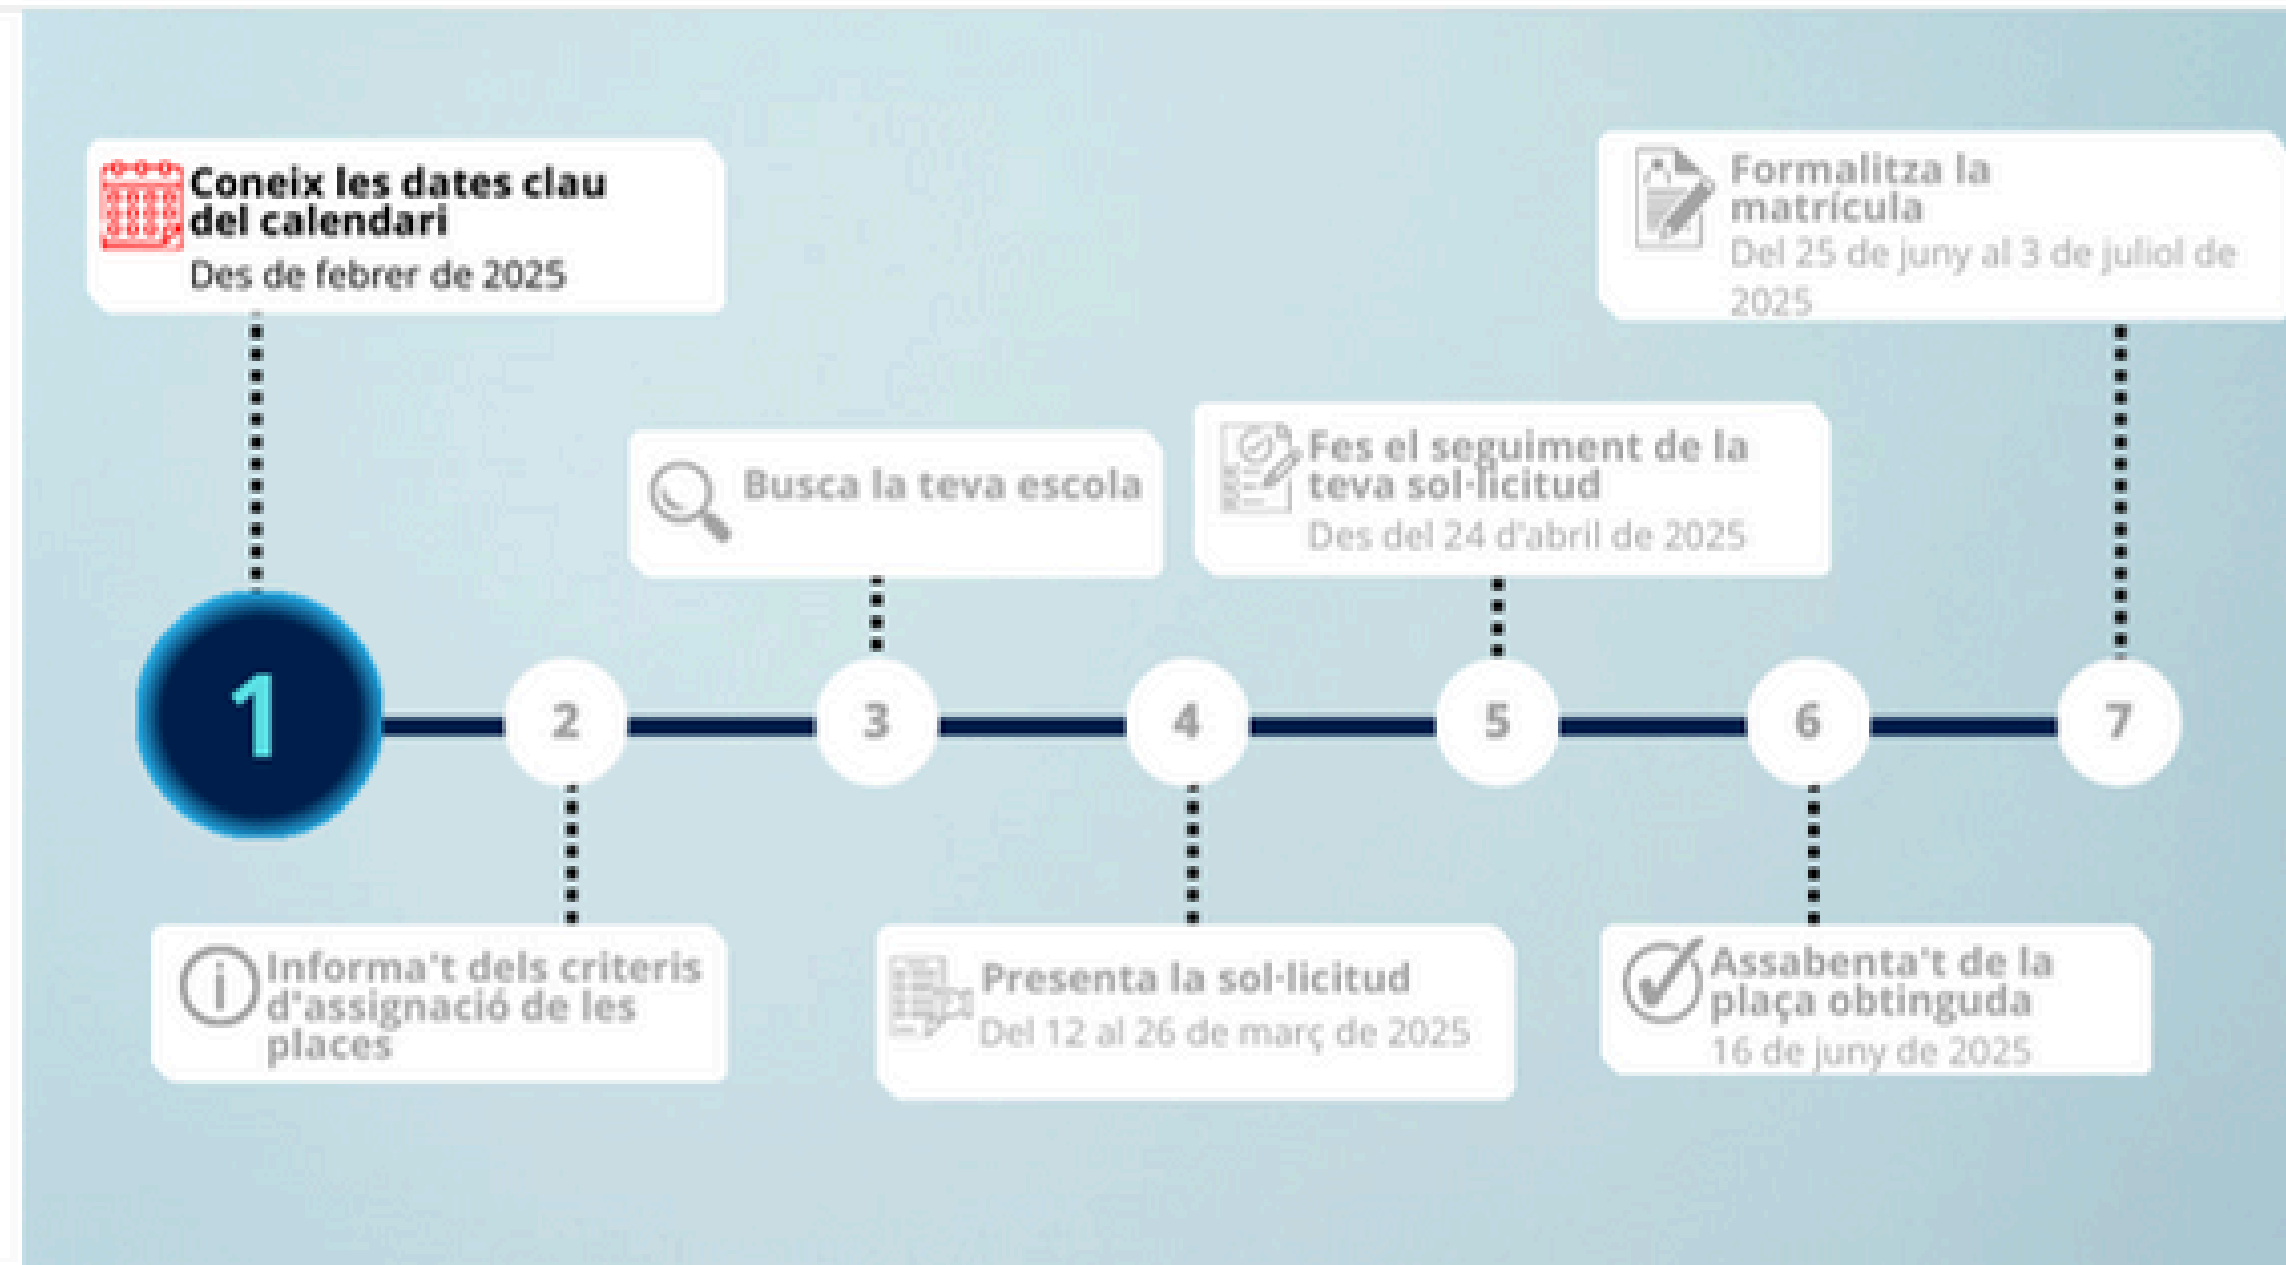 Coneix les dates clau
del calendari
Des de febrer de 2025
Formalitza la
matrícula
Del 25 de juny al 3 de juliol de
2025
Busca la teva escola
Fes el seguiment de la
teva sol·licitud
Des del 24 d'abril de 2025
1
2
3
4
5
6
7
Informa't dels criteris
d'assignació de les
places
Presenta la sol·licitud
Del 12 al 26 de març de 2025
Assabenta't de la
plaça obtinguda
16 de juny de 2025